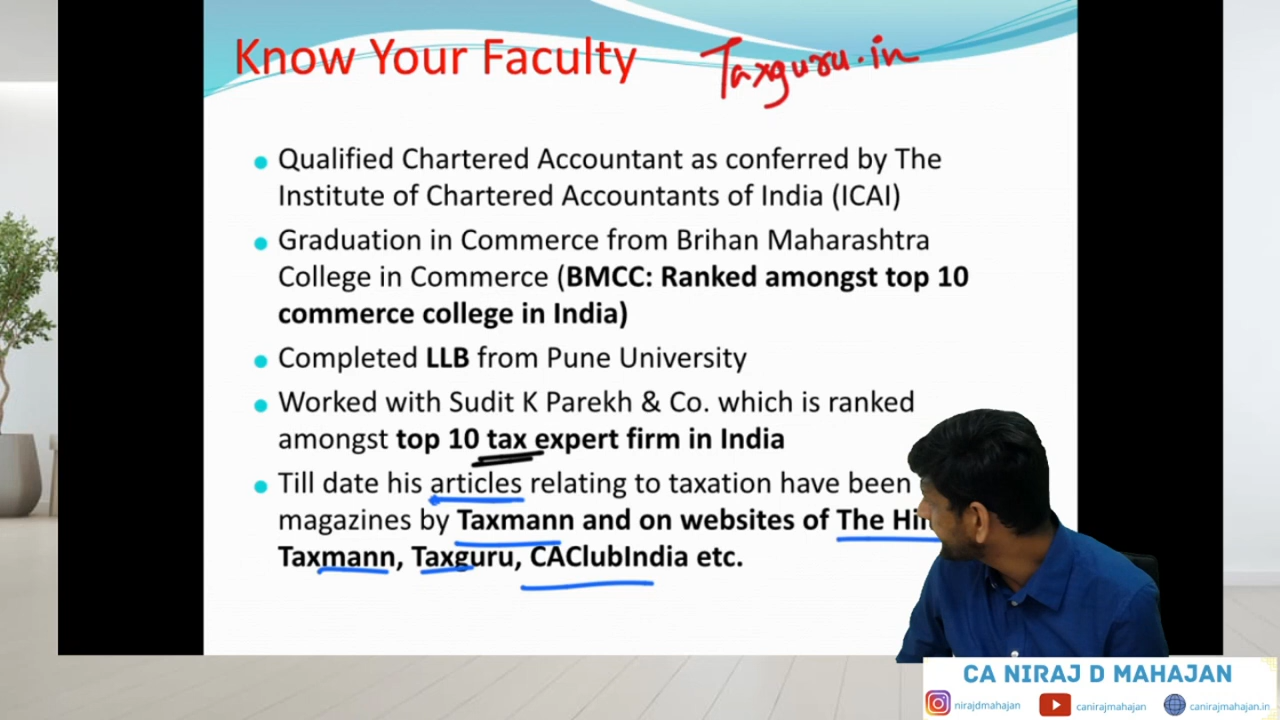 Know Your Faculty Taxguru.in
Qualified Chartered Accountant as conferred by The
Institute of Chartered Accountants of India (ICAI)
Graduation in Commerce from Brihan Maharashtra
College in Commerce (BMCC: Ranked amongst top 10
commerce college in India)
Completed LLB from Pune University
Worked with Sudit K Parekh & Co. which is ranked
amongst top 10 tax expert firm in India
Till date his articles relating to taxation have been
magazines by Taxmann and on websites of The
Taxmann, Taxguru, CAClubIndia etc.
CA NIRAJ D MAHAJAN
nirajdmahajan canirajmahajan canirajmahajan.in